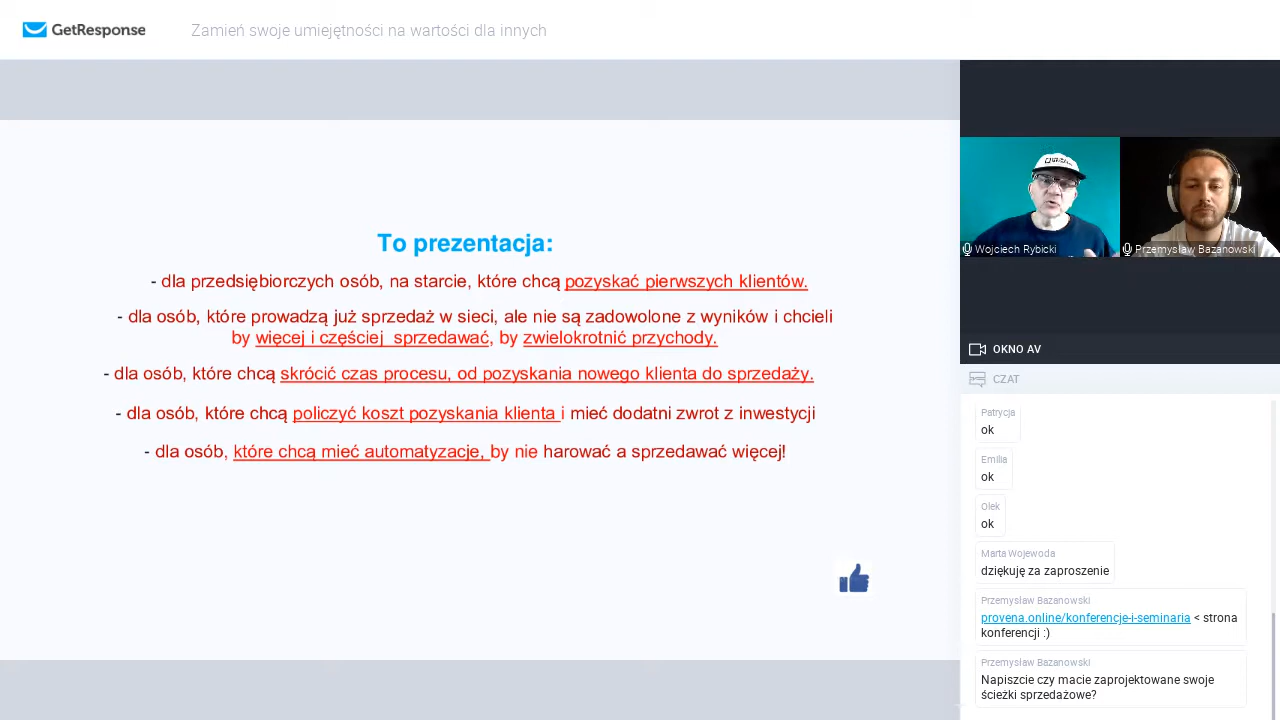 GetResponse
Zamień swoje umiejętności na wartości dla innych
To prezentacja:
- dla przedsiębiorczych osób, na starcie, które chcą pozyskać pierwszych klientów.
- dla osób, które prowadzą już sprzedaż w sieci, ale nie są zadowolone z wyników i chcieli
by więcej i częściej sprzedawać, by zwielokrotnić przychody.
- dla osób, które chcą skrócić czas procesu, od pozyskania nowego klienta do sprzedaży.
- dla osób, które chcą policzyć koszt pozyskania klienta i mieć dodatni zwrot z inwestycji
- dla osób, które chcą mieć automatyzacje, by nie harować a sprzedawać więcej!
Wojciech Rybicki
Przemysław Bazanowski
OKNO AV
CZAT
Patrycja
ok
Emilia
ok
Olek
ok
Marta Wojewoda
dziękuję za zaproszenie
Przemysław Bazanowski
provena.online/konferencje-i-seminaria < strona
konferencji :)
Przemysław Bazanowski
Napiszcie czy macie zaprojektowane swoje
ścieżki sprzedażowe?